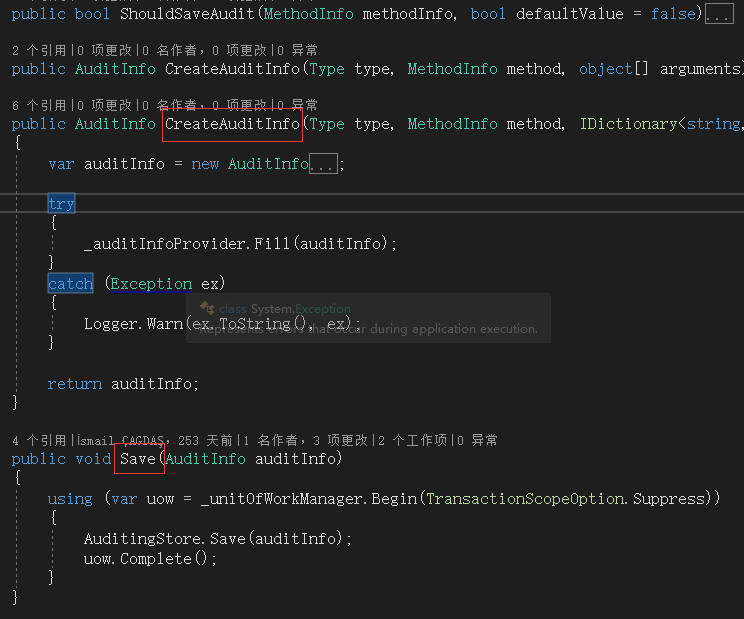 public bool ShouldSaveAudit(MethodInfo methodInfo, bool defaultValue = false)...
2 个引用|0 项更改|0 名作者，0 项更改|0 异常
public AuditInfo CreateAuditInfo(Type type, MethodInfo method, object[] arguments)
6 个引用|0 项更改|0 名作者，0 项更改|0 异常
public AuditInfo CreateAuditInfo(Type type, MethodInfo method, IDictionary<string,
{
var auditInfo = new AuditInfo...;
try
{
_auditInfoProvider.Fill(auditInfo);
}
catch (Exception ex)
{
class System.Exception
Logger.Warn(ex.ToString(), ex);
Represents errors that occur during application execution.
}
return auditInfo;
}
4 个引用|İsmail ÇAĞDAŞ，253 天前|1 名作者，3 项更改|2 个工作项|0 异常
public void Save(AuditInfo auditInfo)
{
using (var uow = _unitOfWorkManager.Begin(TransactionScopeOption.Suppress))
{
AuditingStore.Save(auditInfo);
uow.Complete();
}
}